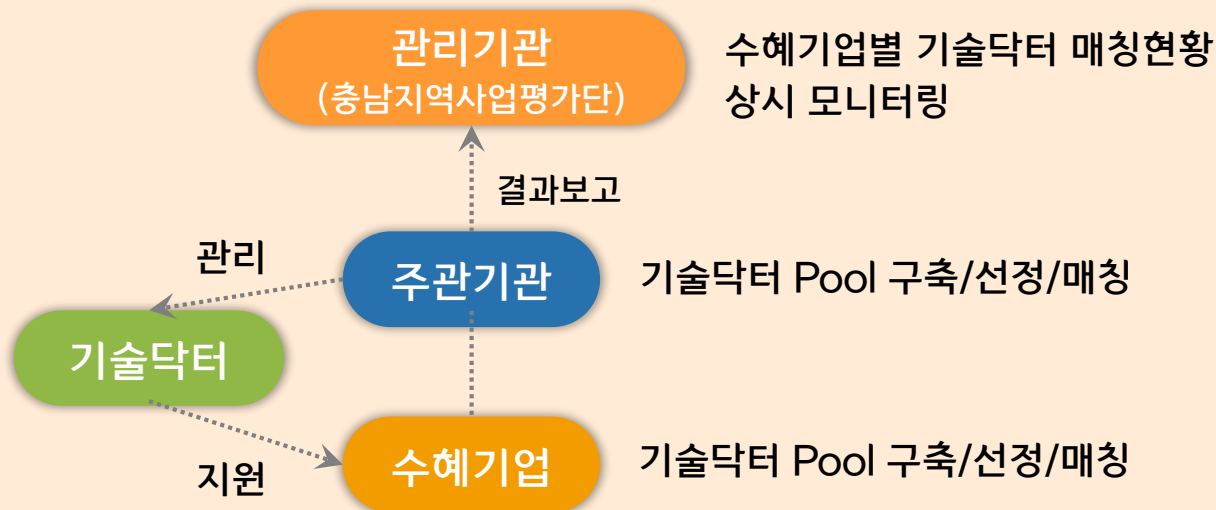 관리기관
(충남지역사업평가단)
수혜기업별 기술닥터 매칭현황
상시 모니터링
결과보고
관리
주관기관
기술닥터 Pool 구축/선정/매칭
기술닥터
지원
수혜기업
기술닥터 Pool 구축/선정/매칭